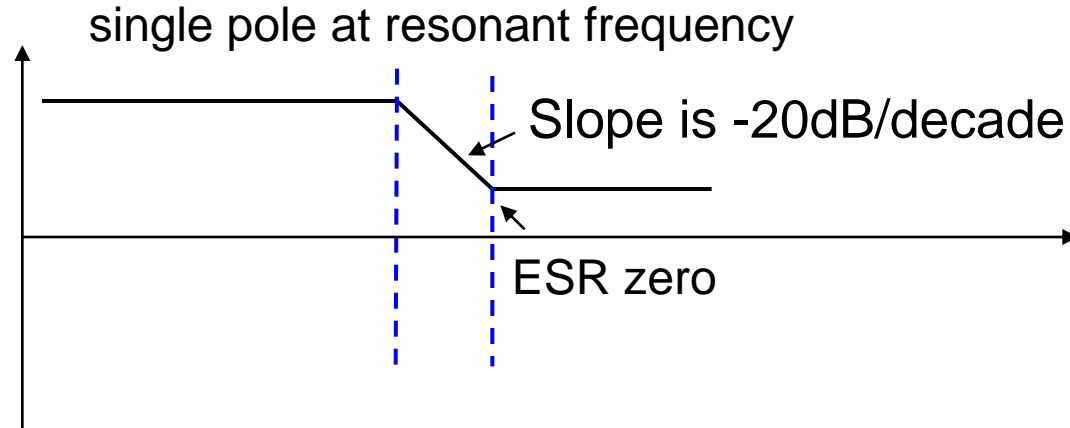 single pole at resonant frequency
Slope is -20dB/decade
ESR zero